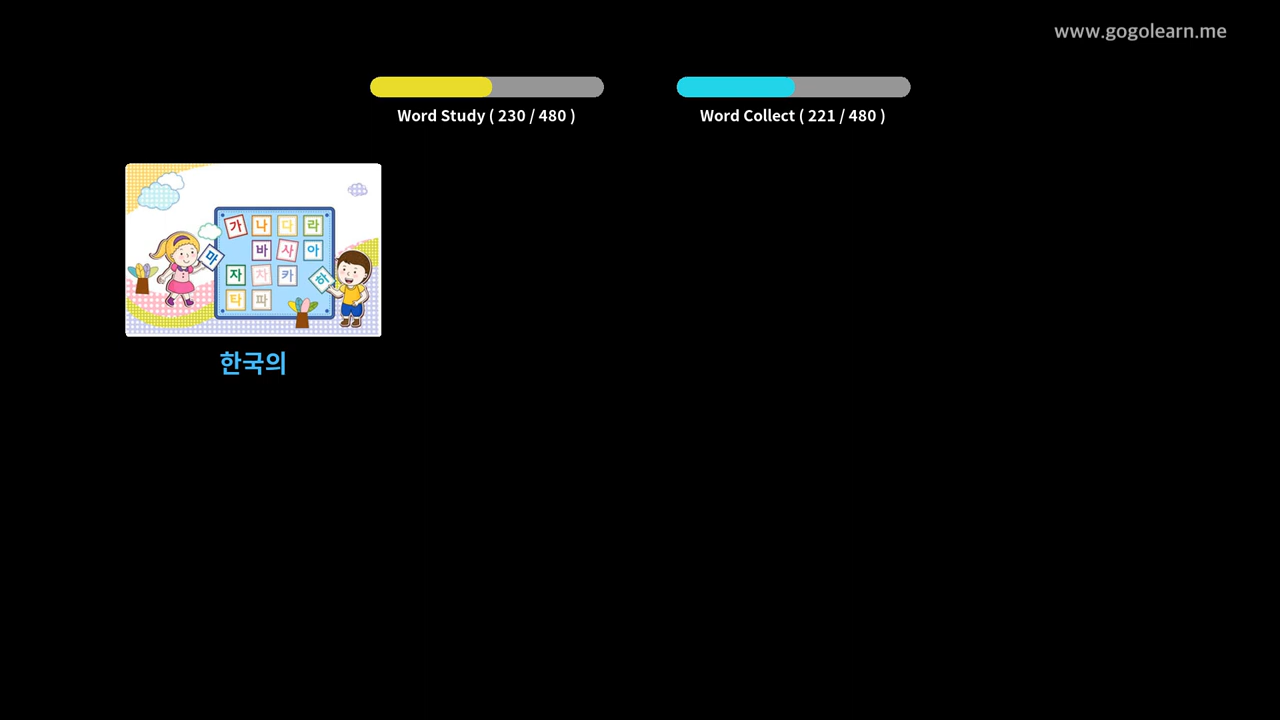 www.gogolearn.me
Word Study ( 230 / 480 )
Word Collect ( 221 / 480 )
가 나 다 라
마 바 사 아
자 차 카 하
타 파
한국의